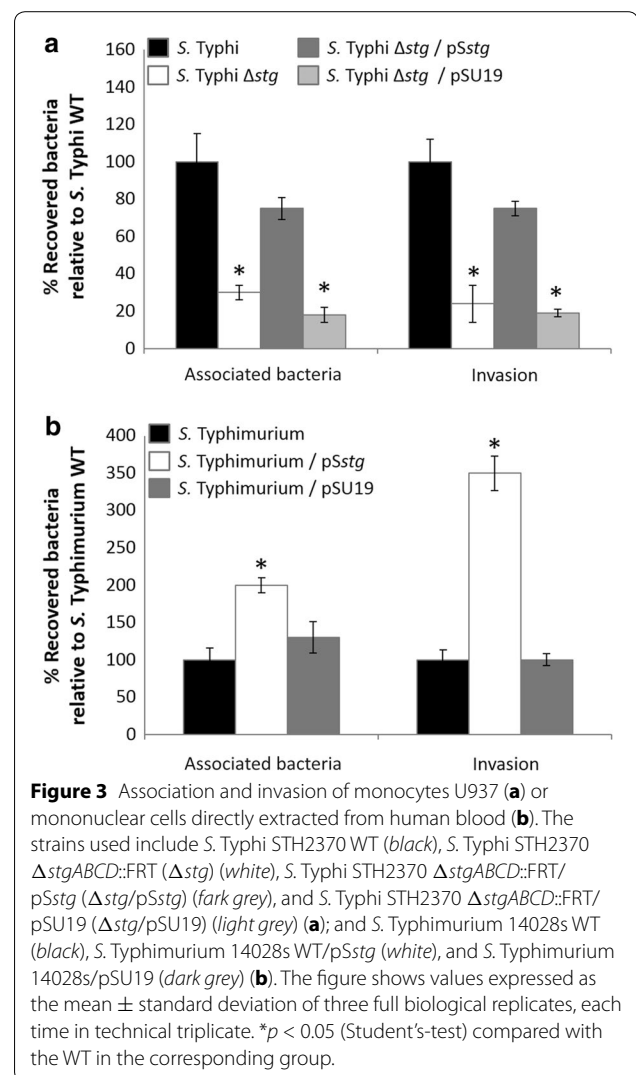 a
160
140
120
100
80
60
40
20
0
% Recovered bacteria
relative to S. Typhi WT
S. Typhi
S. Typhi Δstg / pSstg
S. Typhi Δstg
S. Typhi Δstg / pSU19
*
*
*
*
Associated bacteria
Invasion
b
400
350
300
250
200
150
100
50
0
% Recovered bacteria
relative to S. Typhimurium WT
S. Typhimurium
S. Typhimurium / pSstg
S. Typhimurium / pSU19
*
*
Associated bacteria
Invasion
Figure 3 Association and invasion of monocytes U937 (a) or
mononuclear cells directly extracted from human blood (b). The
strains used include S. Typhi STH2370 WT (black), S. Typhi STH2370
ΔstgABCD::FRT (Δstg) (white), S. Typhi STH2370 ΔstgABCD::FRT/
pSstg (Δstg/pSstg) (fark grey), and S. Typhi STH2370 ΔstgABCD::FRT/
pSU19 (Δstg/pSU19) (light grey) (a); and S. Typhimurium 14028s WT
(black), S. Typhimurium 14028s WT/pSstg (white), and S. Typhimurium
14028s/pSU19 (dark grey) (b). The figure shows values expressed as
the mean ± standard deviation of three full biological replicates, each
time in technical triplicate. *p < 0.05 (Student's-test) compared with
the WT in the corresponding group.